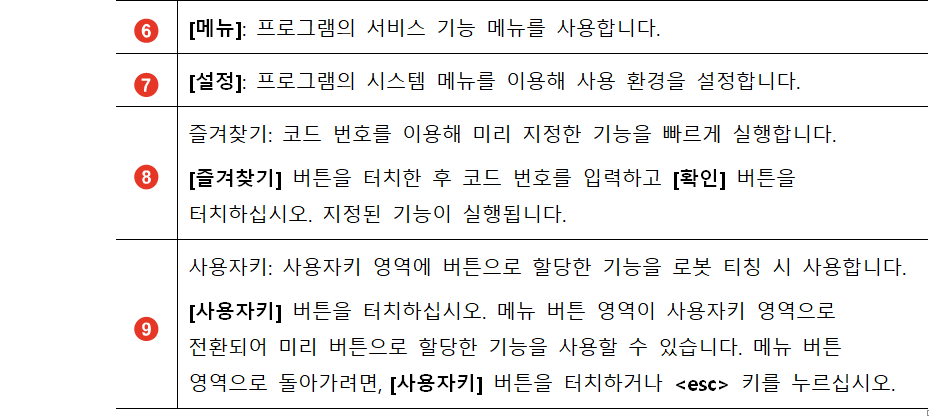 6 [메뉴]: 프로그램의 서비스 기능 메뉴를 사용합니다.
7 [설정]: 프로그램의 시스템 메뉴를 이용해 사용 환경을 설정합니다.
8 즐겨찾기: 코드 번호를 이용해 미리 지정한 기능을 빠르게 실행합니다.
[즐겨찾기] 버튼을 터치한 후 코드 번호를 입력하고 [확인] 버튼을
터치하십시오. 지정된 기능이 실행됩니다.
9 사용자키: 사용자키 영역에 버튼으로 할당한 기능을 로봇 티칭 시 사용합니다.
[사용자키] 버튼을 터치하십시오. 메뉴 버튼 영역이 사용자키 영역으로
전환되어 미리 버튼으로 할당한 기능을 사용할 수 있습니다. 메뉴 버튼
영역으로 돌아가려면, [사용자키] 버튼을 터치하거나 <esc> 키를 누르십시오.